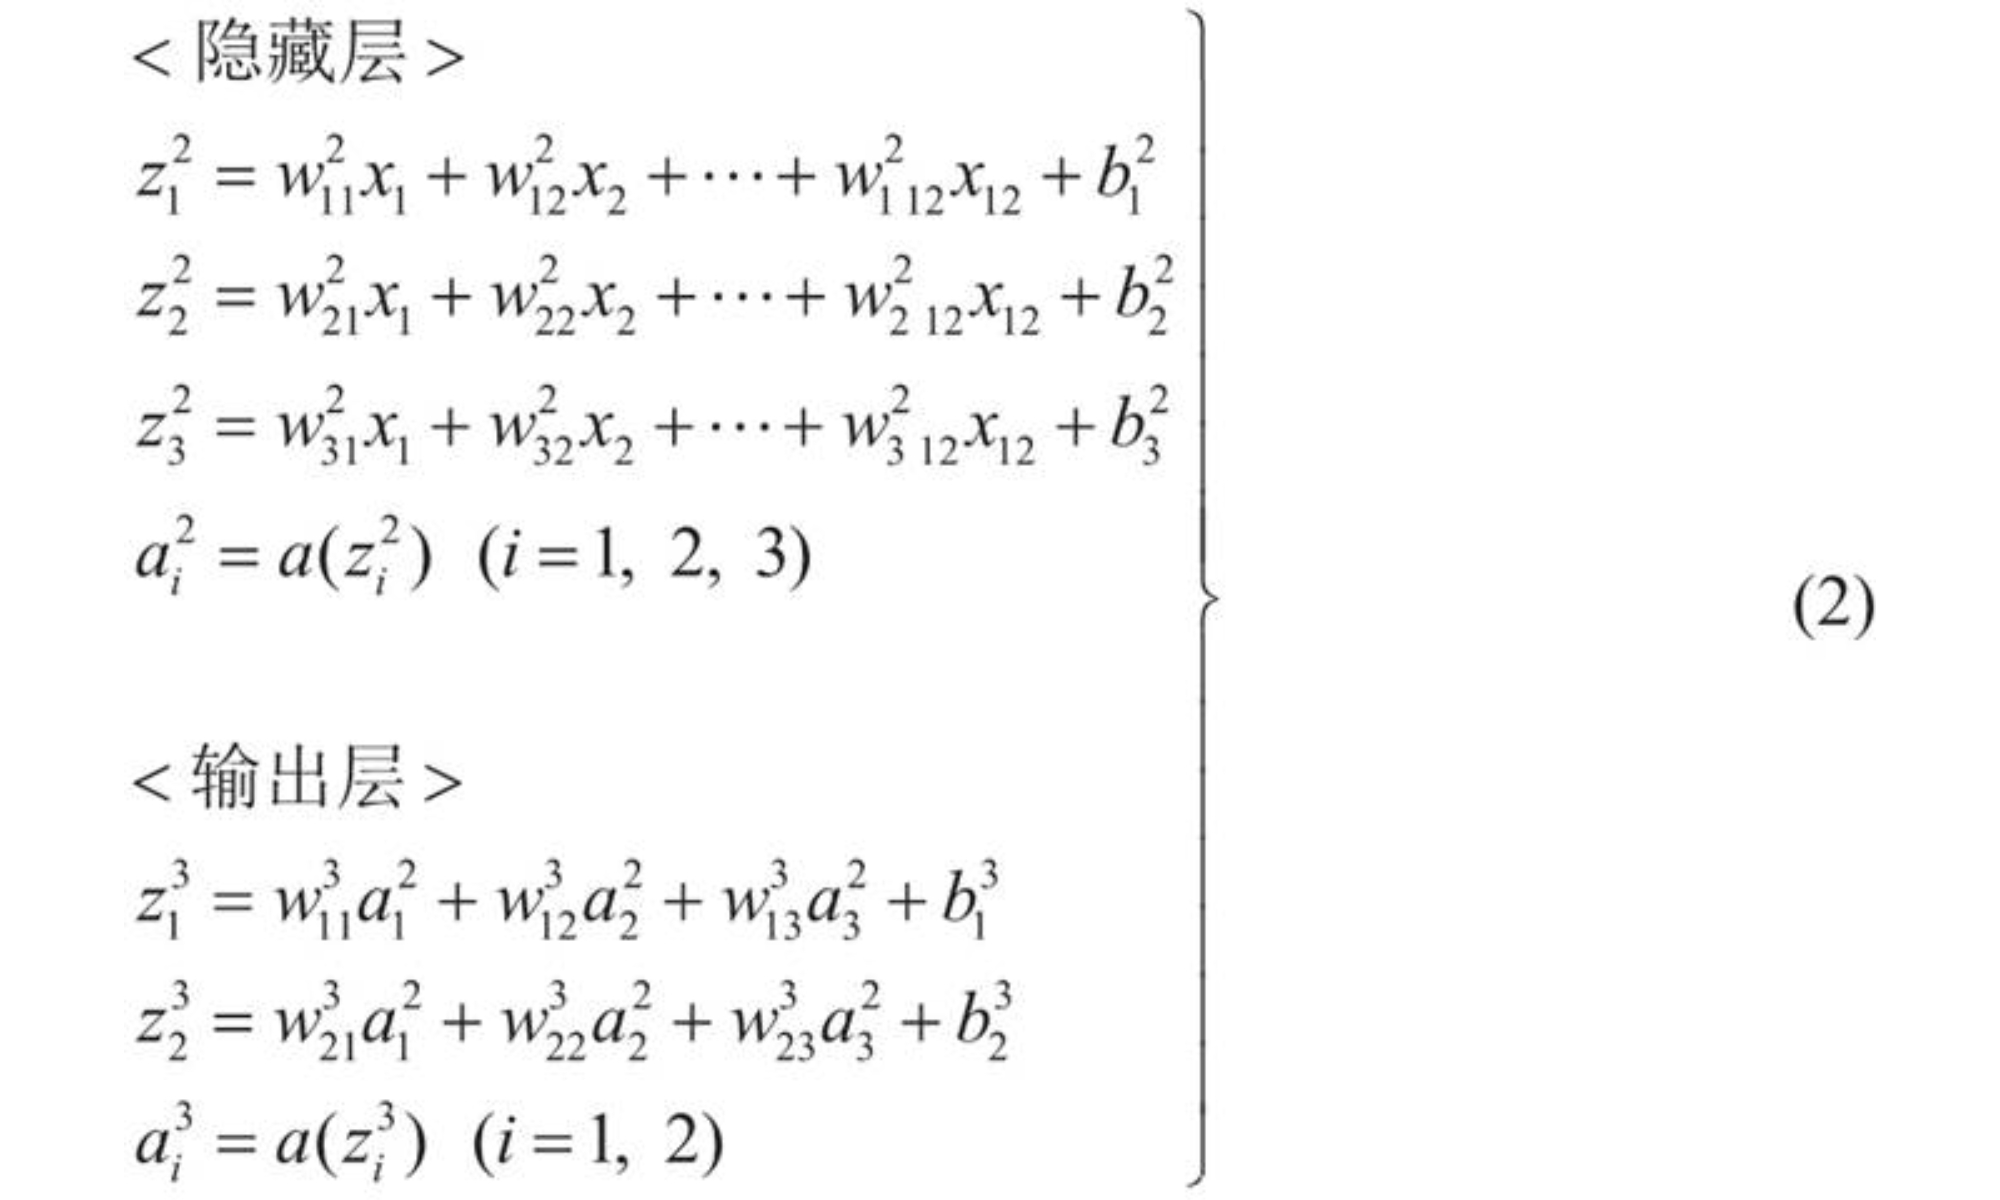 <隐藏层>
z_1^2 = w_{11}^2 x_1 + w_{12}^2 x_2 + ⋯ + w_{1 12}^2 x_{12} + b_1^2
z_2^2 = w_{21}^2 x_1 + w_{22}^2 x_2 + ⋯ + w_{2 12}^2 x_{12} + b_2^2
z_3^2 = w_{31}^2 x_1 + w_{32}^2 x_2 + ⋯ + w_{3 12}^2 x_{12} + b_3^2
a_i^2 = a(z_i^2) (i = 1, 2, 3)
(2)
<输出层>
z_1^3 = w_{11}^3 a_1^2 + w_{12}^3 a_2^2 + w_{13}^3 a_3^2 + b_1^3
z_2^3 = w_{21}^3 a_1^2 + w_{22}^3 a_2^2 + w_{23}^3 a_3^2 + b_2^3
a_i^3 = a(z_i^3) (i = 1, 2)